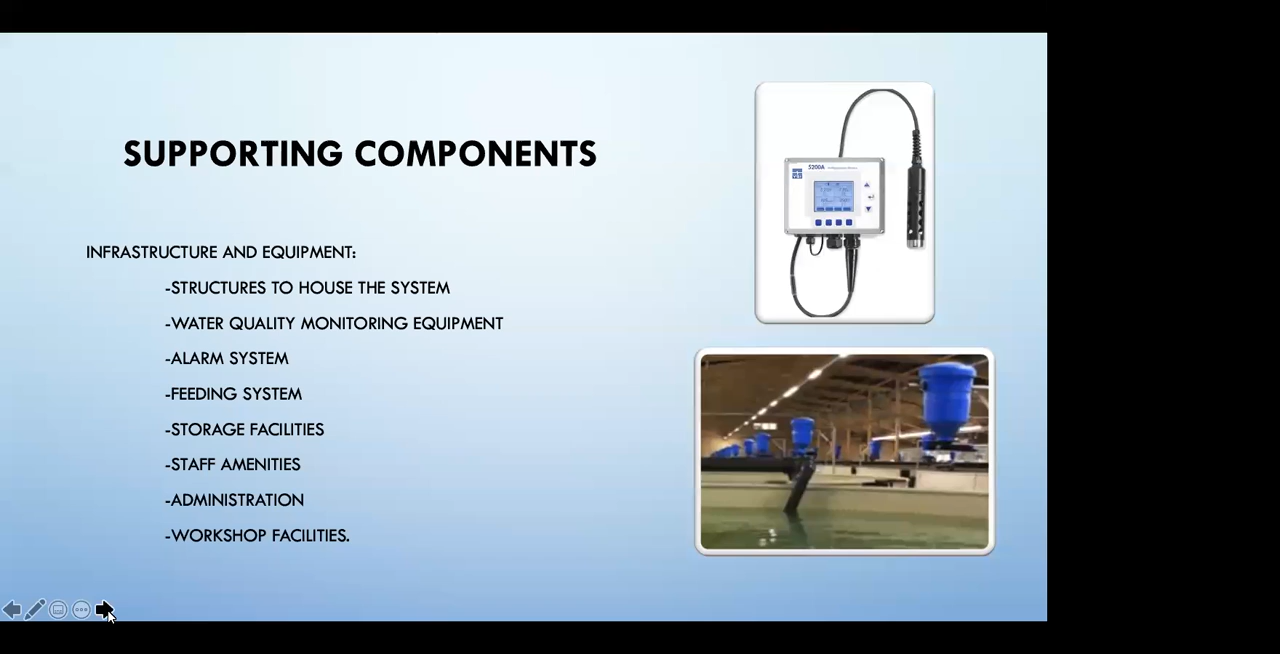 SUPPORTING COMPONENTS
INFRASTRUCTURE AND EQUIPMENT:
-STRUCTURES TO HOUSE THE SYSTEM
-WATER QUALITY MONITORING EQUIPMENT
-ALARM SYSTEM
-FEEDING SYSTEM
-STORAGE FACILITIES
-STAFF AMENITIES
-ADMINISTRATION
-WORKSHOP FACILITIES.
5200A